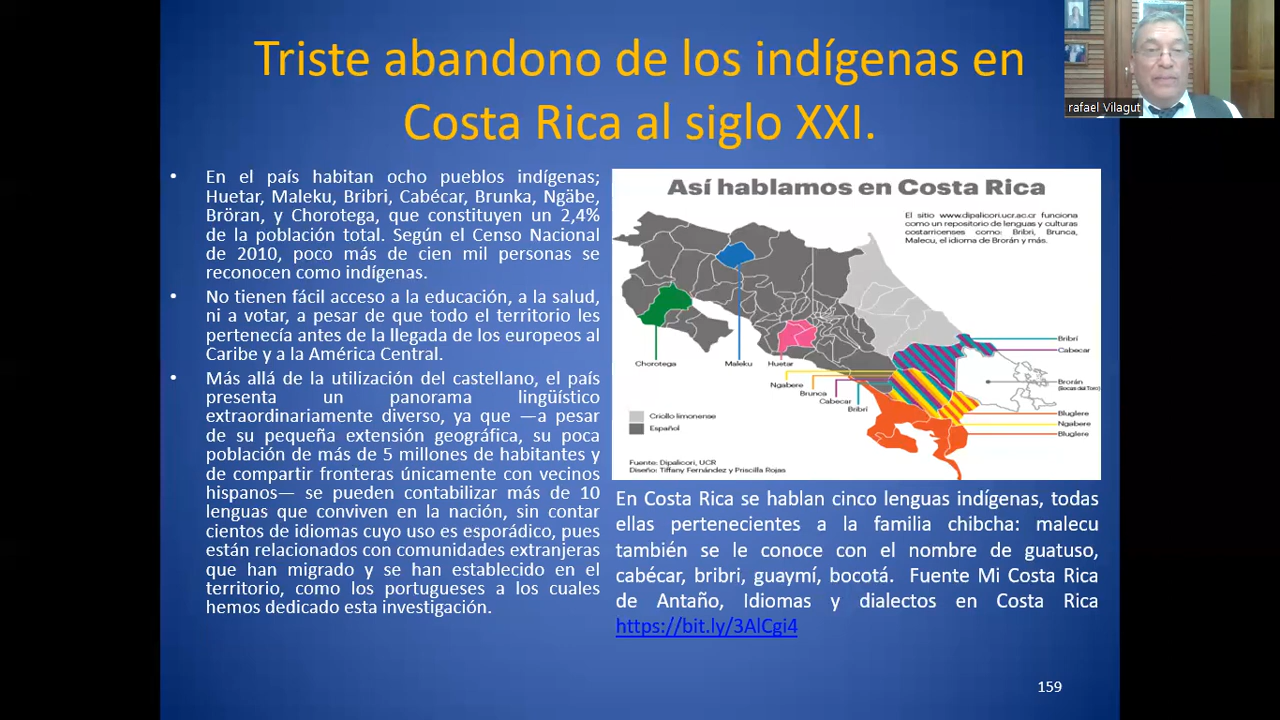 Triste abandono de los indígenas en
Costa Rica al siglo XXI.
rafael Vilagut
• En el país habitan ocho pueblos indígenas;
Huetar, Maleku, Bribri, Cabécar, Brunka, Ngäbe,
Bröran, y Chorotega, que constituyen un 2,4%
de la población total. Según el Censo Nacional
de 2010, poco más de cien mil personas se
reconocen como indígenas.
• No tienen fácil acceso a la educación, a la salud,
ni a votar, a pesar de que todo el territorio les
pertenecía antes de la llegada de los europeos al
Caribe y a la América Central.
• Más allá de la utilización del castellano, el país
presenta un panorama lingüístico
extraordinariamente diverso, ya que —a pesar
de su pequeña extensión geográfica, su poca
población de más de 5 millones de habitantes y
de compartir fronteras únicamente con vecinos
hispanos— se pueden contabilizar más de 10
lenguas que conviven en la nación, sin contar
cientos de idiomas cuyo uso es esporádico, pues
están relacionados con comunidades extranjeras
que han migrado y se han establecido en el
territorio, como los portugueses a los cuales
hemos dedicado esta investigación.
Así hablamos en Costa Rica
El sitio www.dipalicori.ucr.ac.cr funciona
como un repositorio de lenguas y culturas
costarricenses como: Bribri, Brunca,
Malecu, el idioma de Brorán y más.
Chorotega
Maleku
Huetar
Ngabere
Brunca
Cabecar
Bribrí
Bribrí
Cabecar
Brorán
(Bocas del Toro)
Bluglere
Ngabere
Bluglere
Criollo limonense
Español
Fuente: Dipalicori, UCR
Diseño: Tiffany Fernández y Priscilla Rojas
En Costa Rica se hablan cinco lenguas indígenas, todas
ellas pertenecientes a la familia chibcha: malecu
también se le conoce con el nombre de guatuso,
cabécar, bribri, guaymí, bocotá. Fuente Mi Costa Rica
de Antaño, Idiomas y dialectos en Costa Rica
https://bit.ly/3AlCgi4
159